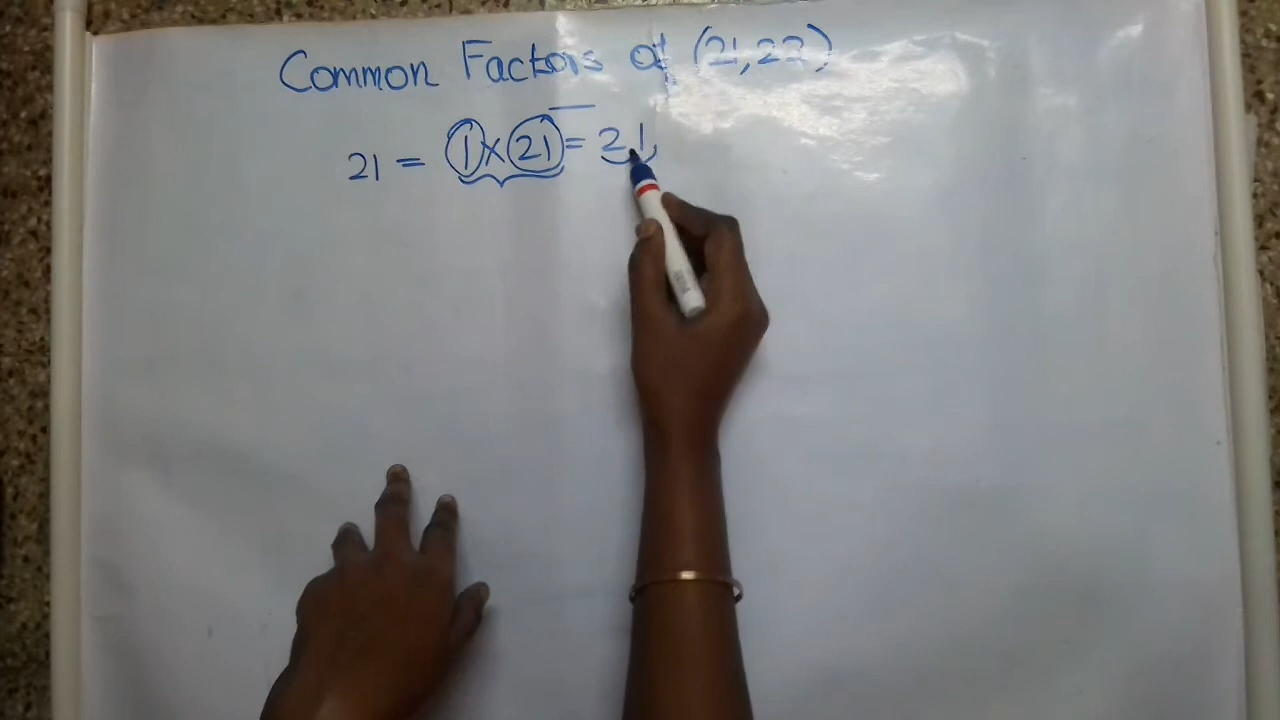 Common Factors of (21,22)
21 = 1 × 21 = 21